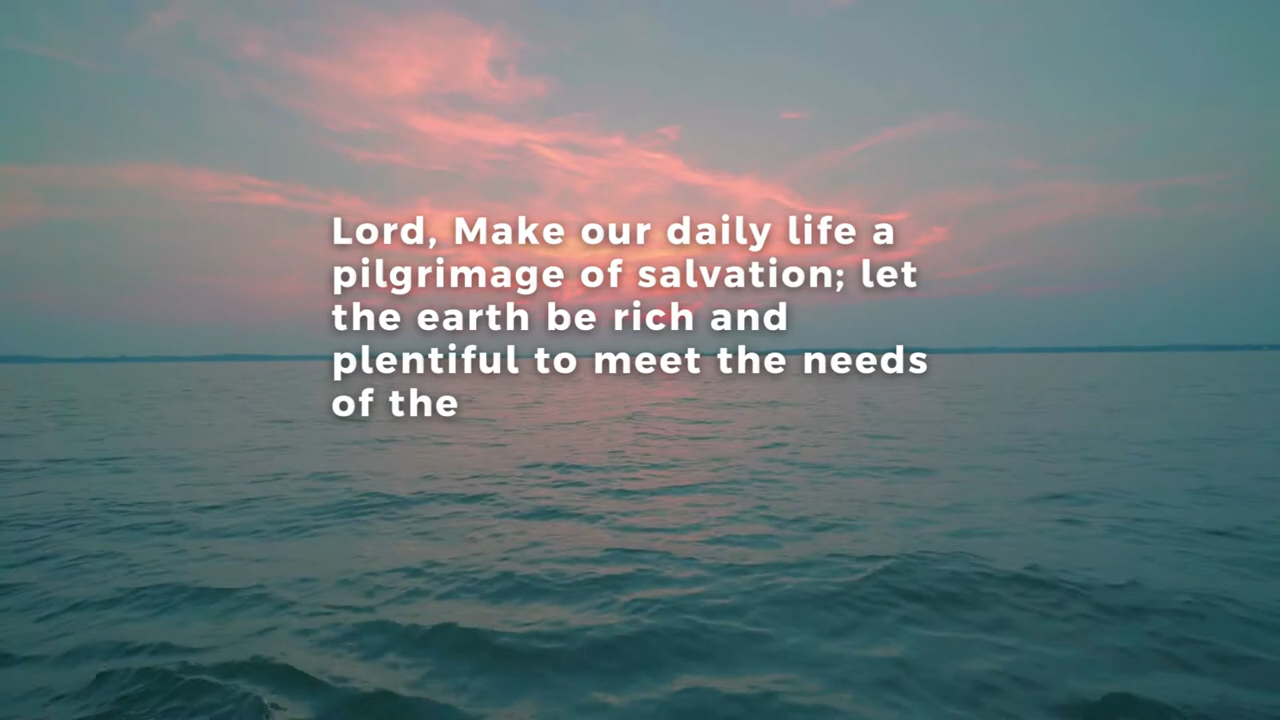 Lord, Make our daily life a
pilgrimage of salvation; let
the earth be rich and
plentiful to meet the needs
of the